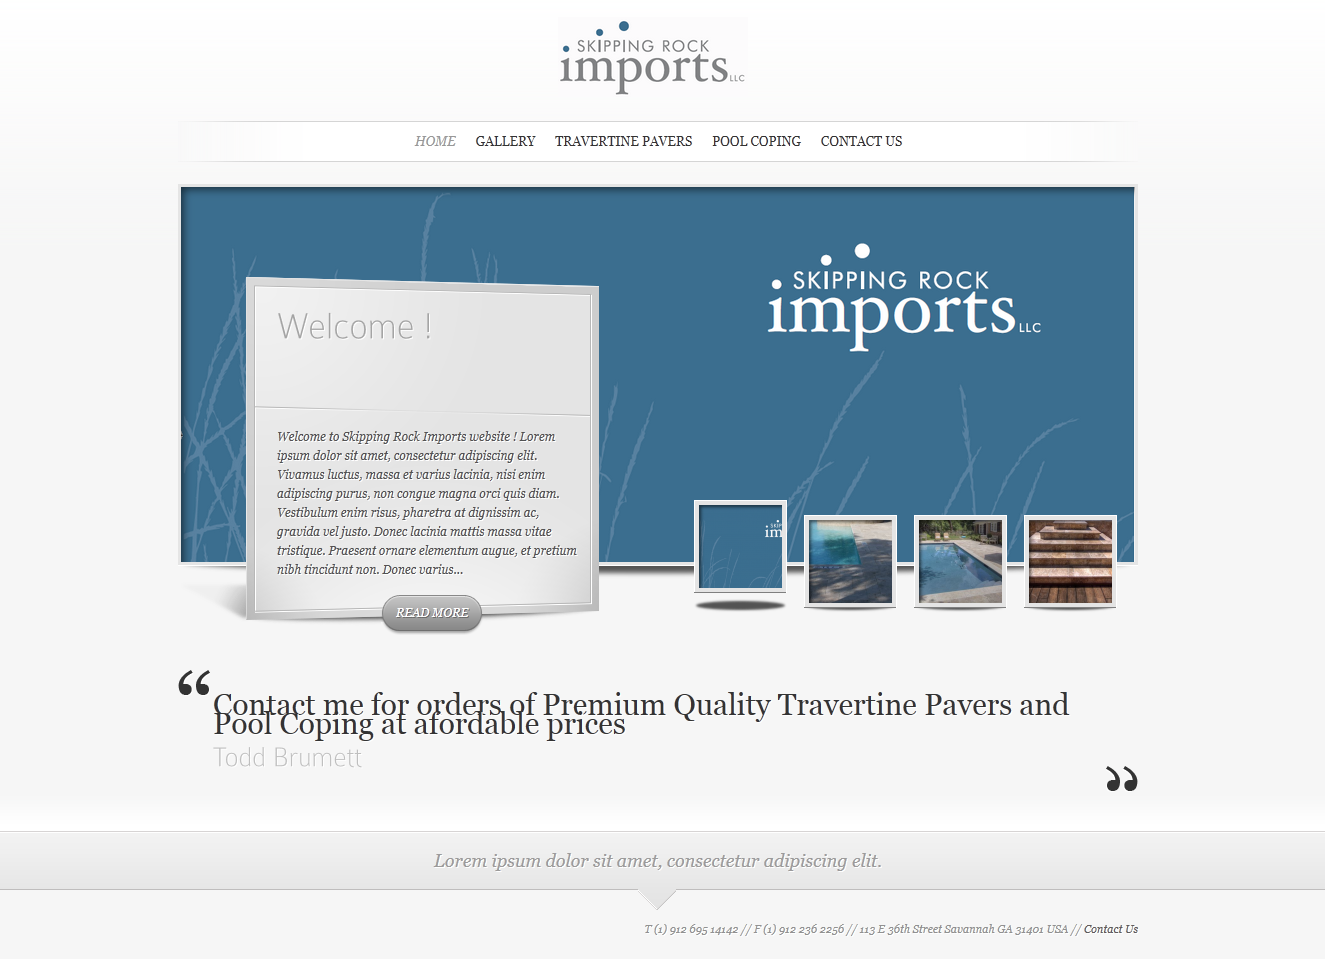 SKIPPING ROCK
imports LLC
HOME GALLERY TRAVERTINE PAVERS POOL COPING CONTACT US
SKIPPING ROCK
imports LLC
Welcome !
Welcome to Skipping Rock Imports website ! Lorem
ipsum dolor sit amet, consectetur adipiscing elit.
Vivamus luctus, massa et varius lacinia, nisi enim
adipiscing purus, non congue magna orci quis diam.
Vestibulum enim risus, pharetra at dignissim ac,
gravida vel justo. Donec lacinia mattis massa vitae
tristique. Praesent ornare elementum augue, et pretium
nibh tincidunt non. Donec varius...
READ MORE
SKIP
im
“Contact me for orders of Premium Quality Travertine Pavers and
Pool Coping at afordable prices
Todd Brumett
”
Lorem ipsum dolor sit amet, consectetur adipiscing elit.
T (1) 912 695 14142 // F (1) 912 236 2256 // 113 E 36th Street Savannah GA 31401 USA // Contact Us